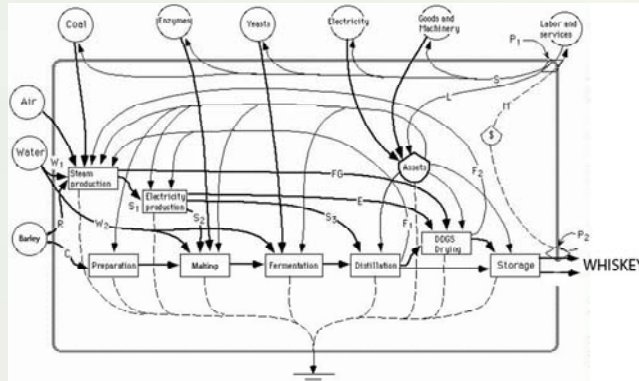 Coal
Enzymes
Yeasts
Electricity
Goods and
Machinery
Labor and
services
P1
Air
Water
Barley
S
L
M
$
Assets
W1
Steam
production
FG
F2
R
S1
Electricity
production
E
S2
S3
W2
F1
P2
C
DDGS
Drying
Preparation
Malting
Fermentation
Distillation
Storage
WHISKEY